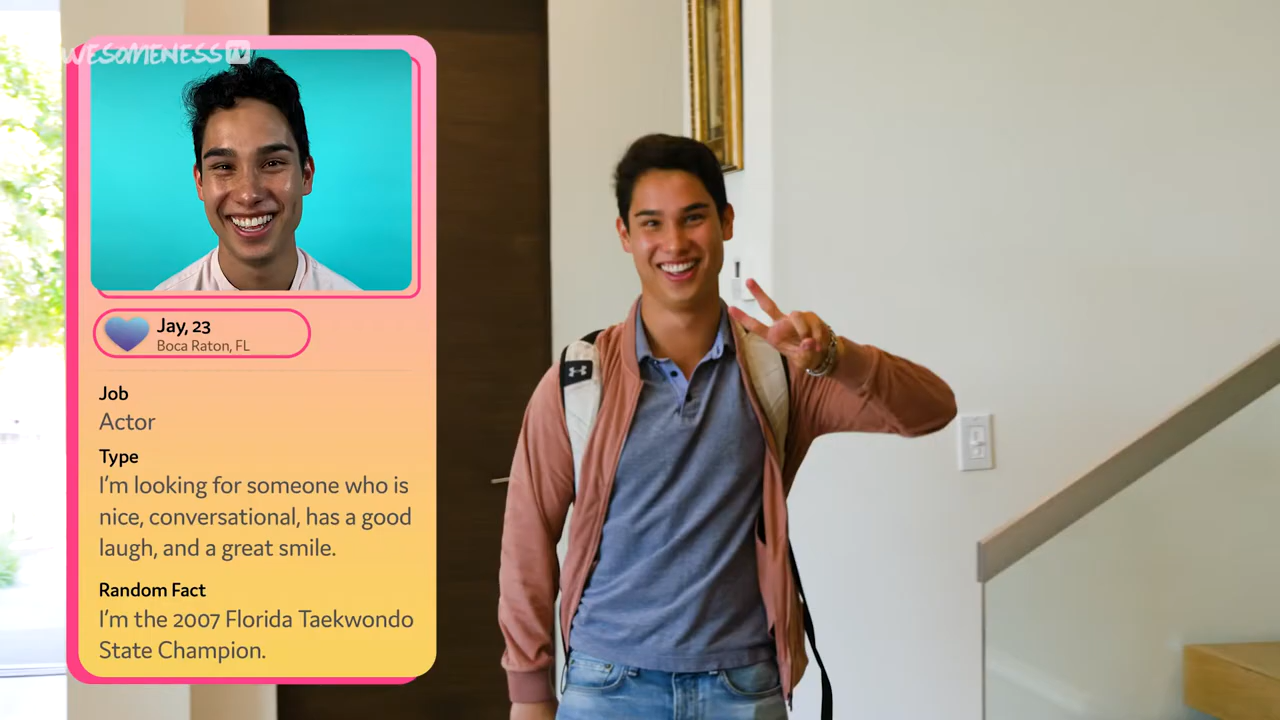 WESOMENESS TV
Jay, 23
Boca Raton, FL
Job
Actor
Type
I'm looking for someone who is
nice, conversational, has a good
laugh, and a great smile.
Random Fact
I'm the 2007 Florida Taekwondo
State Champion.